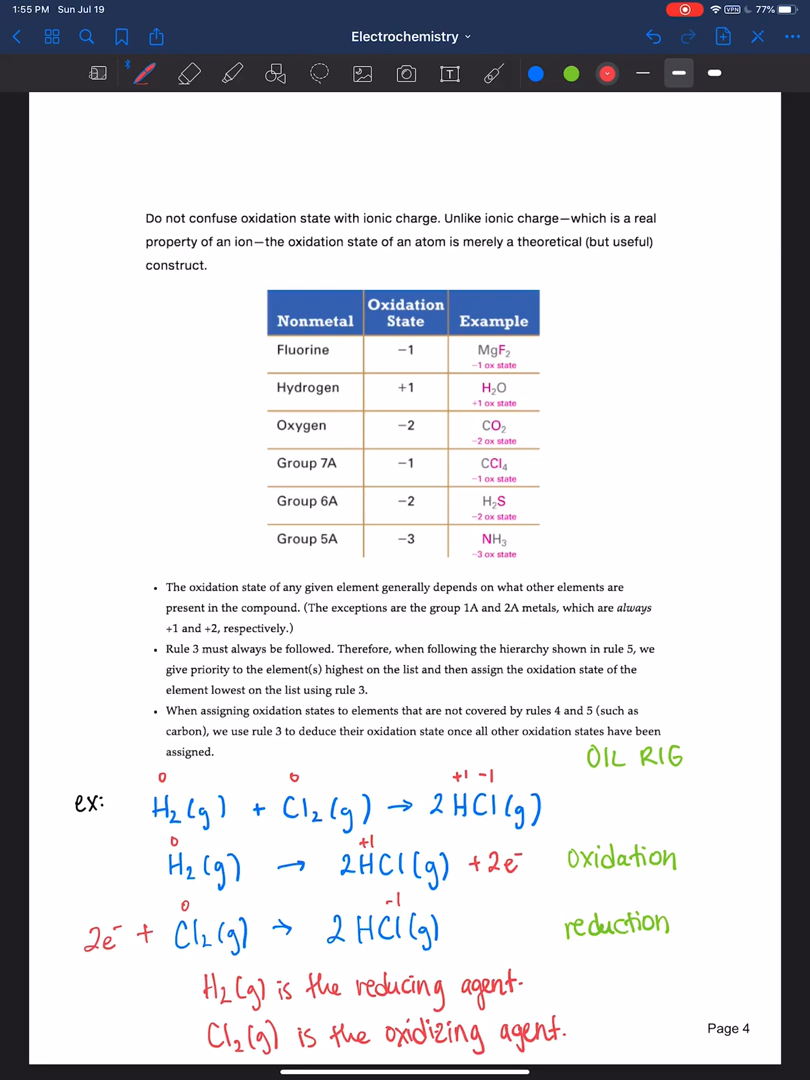 1:55 PM Sun Jul 19
VPN 77%
Electrochemistry
T
Do not confuse oxidation state with ionic charge. Unlike ionic charge—which is a real
property of an ion—the oxidation state of an atom is merely a theoretical (but useful)
construct.
Nonmetal Oxidation State Example
Fluorine −1 MgF₂
−1 ox state
Hydrogen +1 H₂O
+1 ox state
Oxygen −2 CO₂
−2 ox state
Group 7A −1 CCl₄
−1 ox state
Group 6A −2 H₂S
−2 ox state
Group 5A −3 NH₃
−3 ox state
• The oxidation state of any given element generally depends on what other elements are
present in the compound. (The exceptions are the group 1A and 2A metals, which are always
+1 and +2, respectively.)
• Rule 3 must always be followed. Therefore, when following the hierarchy shown in rule 5, we
give priority to the element(s) highest on the list and then assign the oxidation state of the
element lowest on the list using rule 3.
• When assigning oxidation states to elements that are not covered by rules 4 and 5 (such as
carbon), we use rule 3 to deduce their oxidation state once all other oxidation states have been
assigned.
OIL RIG
0 0 +1 -1
ex: H₂(g) + Cl₂(g) → 2HCl(g)
0 +1
H₂(g) → 2HCl(g) + 2e⁻ oxidation
0 -1
2e⁻ + Cl₂(g) → 2HCl(g) reduction
H₂(g) is the reducing agent.
Cl₂(g) is the oxidizing agent.
Page 4